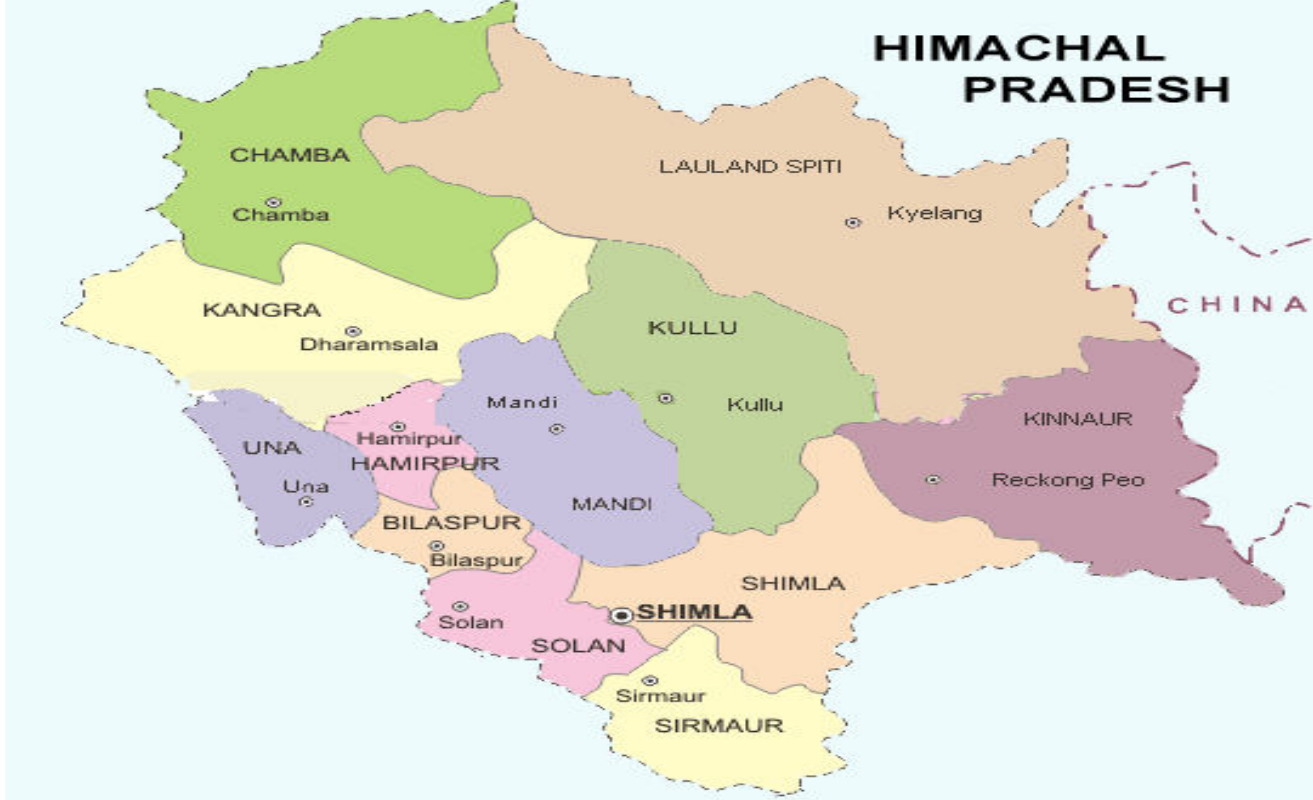 HIMACHAL
PRADESH
CHAMBA
Chamba
LAULAND SPITI
Kyelang
CHINA
KANGRA
Dharamsala
KULLU
Kullu
Mandi
MANDI
KINNAUR
Reckong Peo
UNA
Una
Hamirpur
HAMIRPUR
BILASPUR
Bilaspur
SHIMLA
SHIMLA
Solan
SOLAN
Sirmaur
SIRMAUR